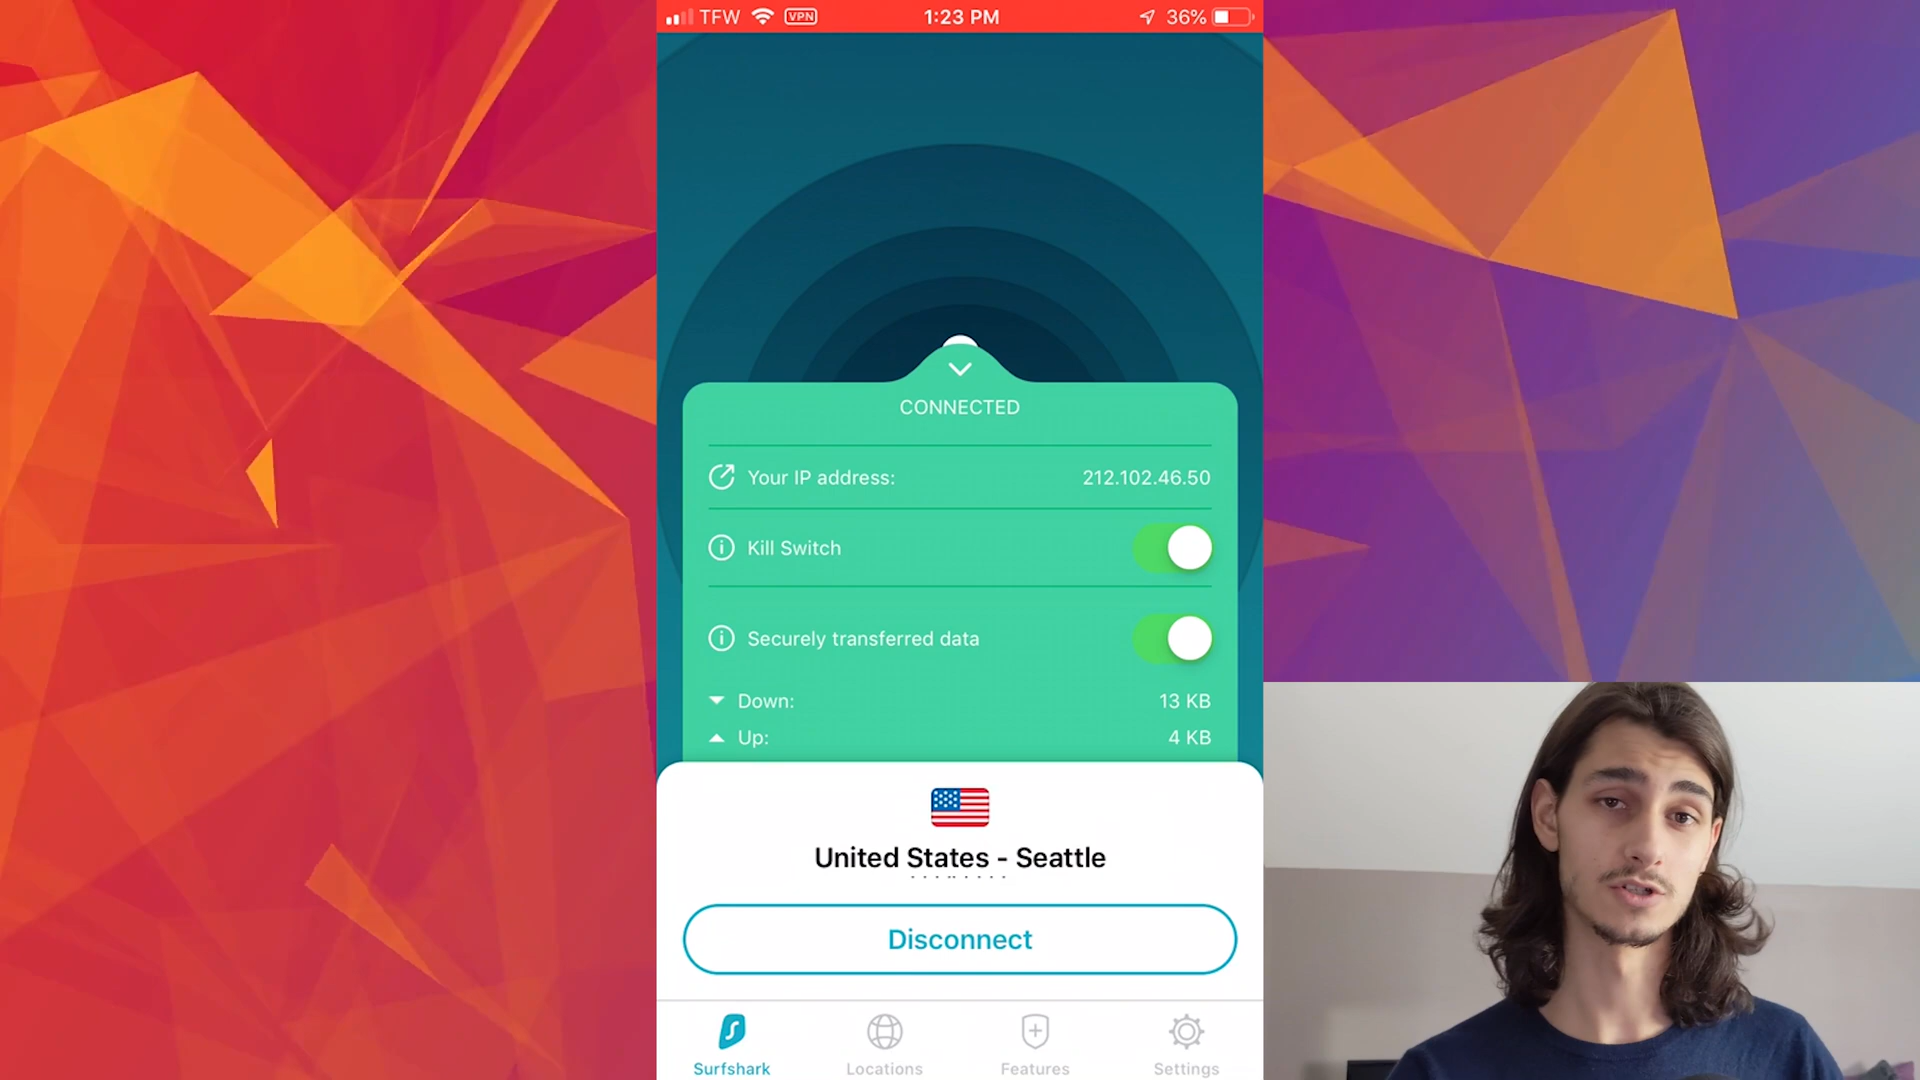 TFW VPN 1:23 PM 36%
CONNECTED
Your IP address: 212.102.46.50
Kill Switch
Securely transferred data
Down: 13 KB
Up: 4 KB
United States - Seattle
Disconnect
Surfshark Locations Features Settings